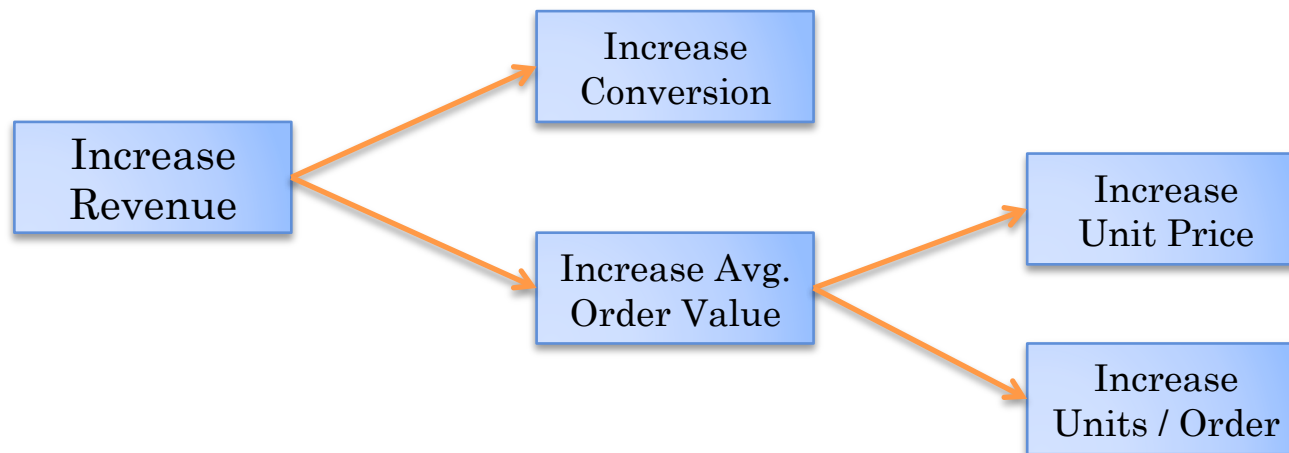 Increase
Revenue
Increase
Conversion
Increase Avg.
Order Value
Increase
Unit Price
Increase
Units / Order